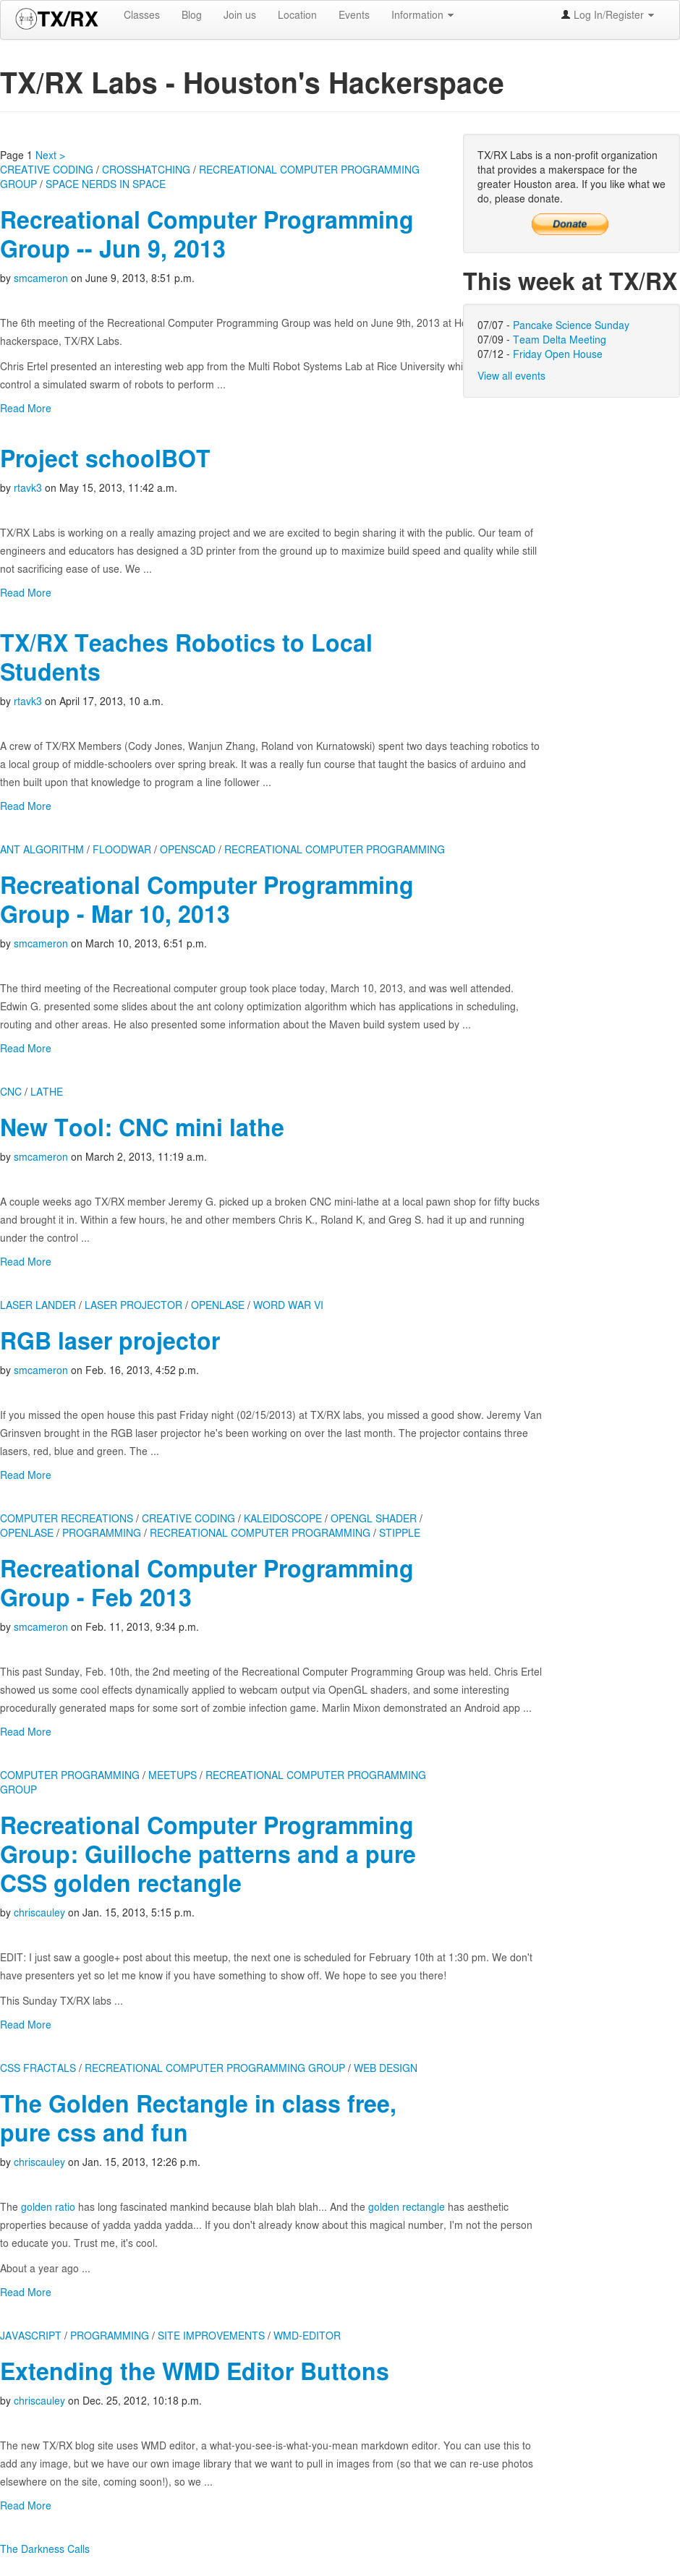 TX/RX Classes Blog Join us Location Events Information Log In/Register
TX/RX Labs - Houston's Hackerspace
Page 1 Next >
CREATIVE CODING / CROSSHATCHING / RECREATIONAL COMPUTER PROGRAMMING
GROUP / SPACE NERDS IN SPACE
Recreational Computer Programming
Group -- Jun 9, 2013
by smcameron on June 9, 2013, 8:51 p.m.
The 6th meeting of the Recreational Computer Programming Group was held on June 9th, 2013 at
hackerspace, TX/RX Labs.
Chris Ertel presented an interesting web app from the Multi Robot Systems Lab at Rice University
control a simulated swarm of robots to perform ...
Read More
TX/RX Labs is a non-profit organization
that provides a makerspace for the
greater Houston area. If you like what we
do, please donate.
Donate
This week at TX/RX
07/07 - Pancake Science Sunday
07/09 - Team Delta Meeting
07/12 - Friday Open House
View all events
Project schoolBOT
by rtavk3 on May 15, 2013, 11:42 a.m.
TX/RX Labs is working on a really amazing project and we are excited to begin sharing it with the public. Our team of
engineers and educators has designed a 3D printer from the ground up to maximize build speed and quality while still
not sacrificing ease of use. We ...
Read More
TX/RX Teaches Robotics to Local
Students
by rtavk3 on April 17, 2013, 10 a.m.
A crew of TX/RX Members (Cody Jones, Wanjun Zhang, Roland von Kurnatowski) spent two days teaching robotics to
a local group of middle-schoolers over spring break. It was a really fun course that taught the basics of arduino and
then built upon that knowledge to program a line follower ...
Read More
ANT ALGORITHM / FLOODWAR / OPENSCAD / RECREATIONAL COMPUTER PROGRAMMING
Recreational Computer Programming
Group - Mar 10, 2013
by smcameron on March 10, 2013, 6:51 p.m.
The third meeting of the Recreational computer group took place today, March 10, 2013, and was well attended.
Edwin G. presented some slides about the ant colony optimization algorithm which has applications in scheduling,
routing and other areas. He also presented some information about the Maven build system used by ...
Read More
CNC / LATHE
New Tool: CNC mini lathe
by smcameron on March 2, 2013, 11:19 a.m.
A couple weeks ago TX/RX member Jeremy G. picked up a broken CNC mini-lathe at a local pawn shop for fifty bucks
and brought it in. Within a few hours, he and other members Chris K., Roland K, and Greg S. had it up and running
under the control ...
Read More
LASER LANDER / LASER PROJECTOR / OPENLASE / WORD WAR VI
RGB laser projector
by smcameron on Feb. 16, 2013, 4:52 p.m.
If you missed the open house this past Friday night (02/15/2013) at TX/RX labs, you missed a good show. Jeremy Van
Grinsven brought in the RGB laser projector he's been working on over the last month. The projector contains three
lasers, red, blue and green. The ...
Read More
COMPUTER RECREATIONS / CREATIVE CODING / KALEIDOSCOPE / OPENGL SHADER /
OPENLASE / PROGRAMMING / RECREATIONAL COMPUTER PROGRAMMING / STIPPLE
Recreational Computer Programming
Group - Feb 2013
by smcameron on Feb. 11, 2013, 9:34 p.m.
This past Sunday, Feb. 10th, the 2nd meeting of the Recreational Computer Programming Group was held. Chris Ertel
showed us some cool effects dynamically applied to webcam output via OpenGL shaders, and some interesting
procedurally generated maps for some sort of zombie infection game. Marlin Mixon demonstrated an Android app ...
Read More
COMPUTER PROGRAMMING / MEETUPS / RECREATIONAL COMPUTER PROGRAMMING
GROUP
Recreational Computer Programming
Group: Guilloche patterns and a pure
CSS golden rectangle
by chriscauley on Jan. 15, 2013, 5:15 p.m.
EDIT: I just saw a google+ post about this meetup, the next one is scheduled for February 10th at 1:30 pm. We don't
have presenters yet so let me know if you have something to show off. We hope to see you there!
This Sunday TX/RX labs ...
Read More
CSS FRACTALS / RECREATIONAL COMPUTER PROGRAMMING GROUP / WEB DESIGN
The Golden Rectangle in class free,
pure css and fun
by chriscauley on Jan. 15, 2013, 12:26 p.m.
The golden ratio has long fascinated mankind because blah blah blah... And the golden rectangle has aesthetic
properties because of yadda yadda yadda... If you don't already know about this magical number, I'm not the person
to educate you. Trust me, it's cool.
About a year ago ...
Read More
JAVASCRIPT / PROGRAMMING / SITE IMPROVEMENTS / WMD-EDITOR
Extending the WMD Editor Buttons
by chriscauley on Dec. 25, 2012, 10:18 p.m.
The new TX/RX blog site uses WMD editor, a what-you-see-is-what-you-mean markdown editor. You can use this to
add any image, but we have our own image library that we want to pull in images from (so that we can re-use photos
elsewhere on the site, coming soon!), so we ...
Read More
The Darkness Calls